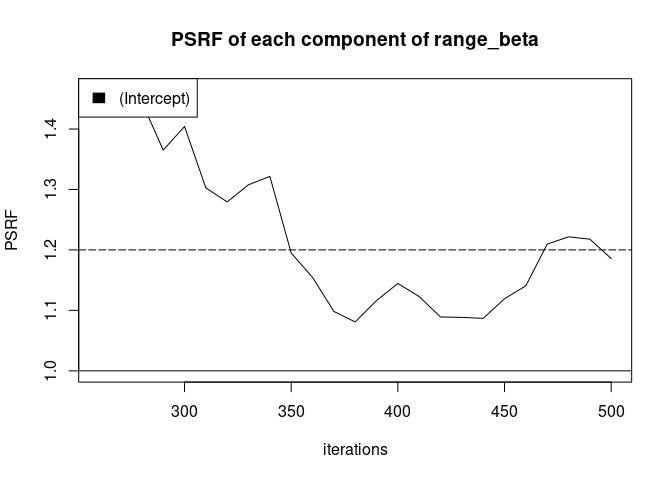 PSRF of each component of range_beta
(Intercept)
PSRF
1.4
1.3
1.2
1.1
1.0
300 350 400 450 500
iterations